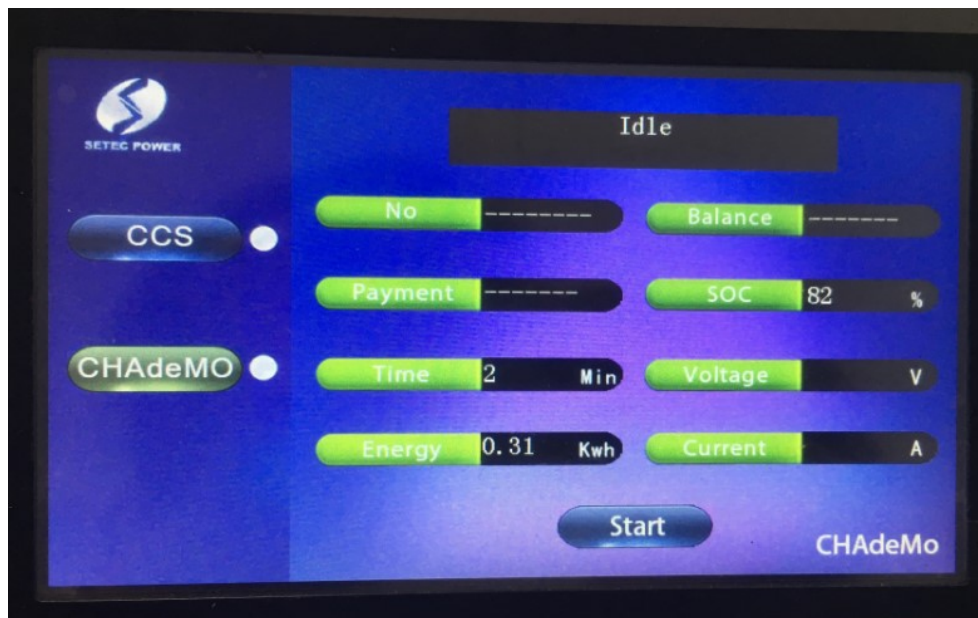 SETEC POWER
Idle
CCS
CHAdeMO
No --------
Balance -------
Payment -------
SOC 82 %
Time 2 Min
Voltage V
Energy 0.31 Kwh
Current A
Start
CHAdeMo